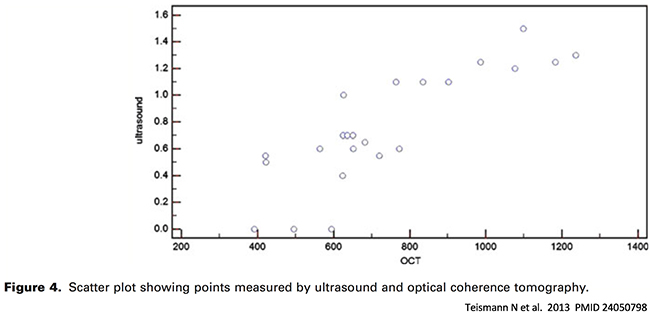 1.6
1.4
1.2
1.0
0.8
0.6
0.4
0.2
0.0
ultrasound
200 400 600 800 1000 1200 1400
OCT
Figure 4. Scatter plot showing points measured by ultrasound and optical coherence tomography.
Teismann N et al. 2013 PMID 24050798